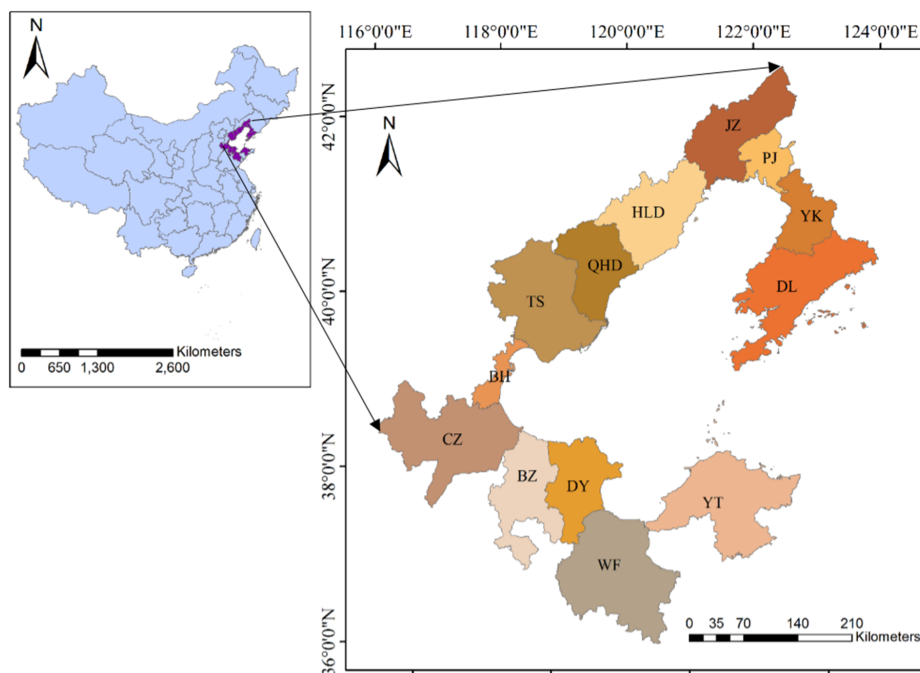 N
Kilometers
0 650 1,300 2,600
116°0'0"E 118°0'0"E 120°0'0"E 122°0'0"E 124°0'0"E
42°0'0"N
40°0'0"N
38°0'0"N
36°0'0"N
N
JZ
PJ
HLD
YK
QHD
DL
TS
BH
CZ
BZ
DY
YT
WF
0 35 70 140 210
Kilometers